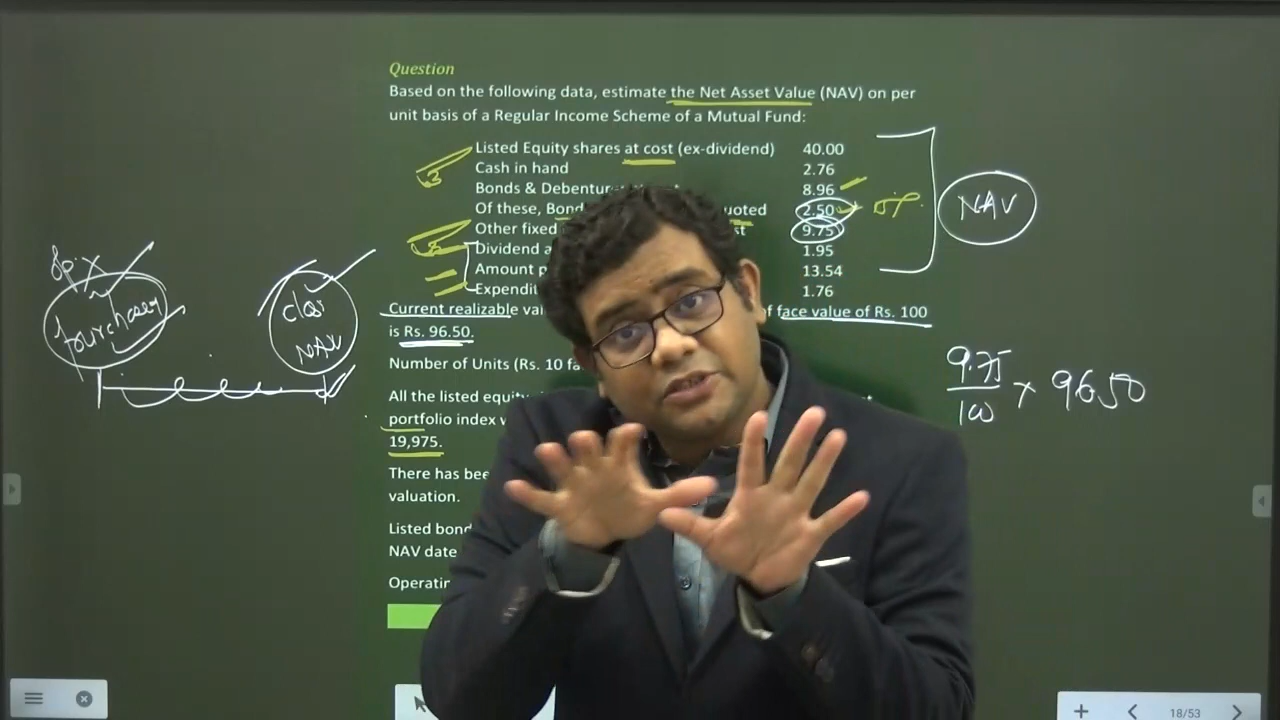 Question
Based on the following data, estimate the Net Asset Value (NAV) on per
unit basis of a Regular Income Scheme of a Mutual Fund:
Listed Equity shares at cost (ex-dividend) 40.00
Cash in hand 2.76
Bonds & Debentur 8.96
Of these, Bon uoted 2.50
Other fixed st 9.75
Dividend a 1.95
Amount p 13.54
Expendit 1.76
Current realizable va f face value of Rs. 100
is Rs. 96.50.
Number of Units (Rs. 10 fa
All the listed equity
portfolio index w
19,975.
There has bee
valuation.
Listed bond
NAV date
Operatin
NAV
purchases
NAV
9.75
100 × 96.50
18/53